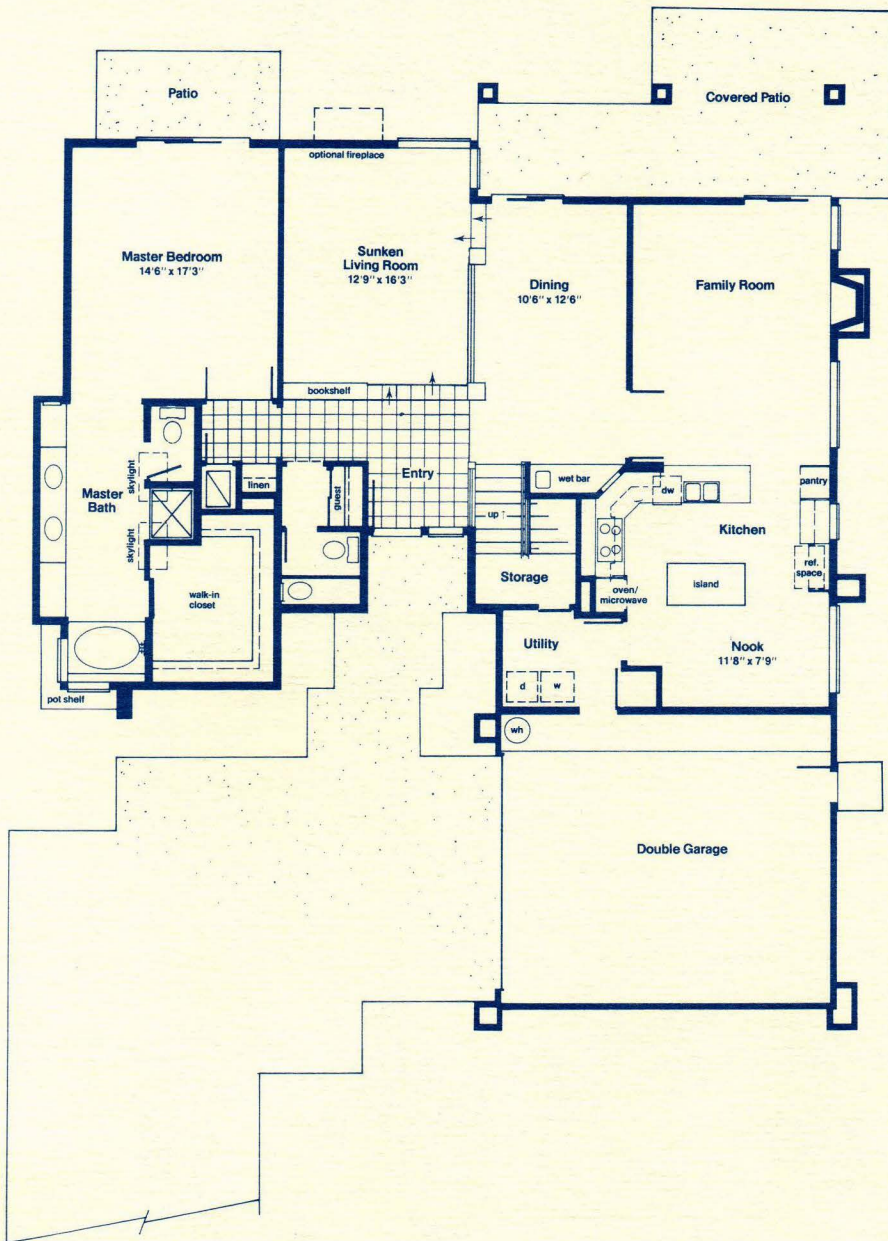 Patio
Covered Patio
optional fireplace
Master Bedroom
14'6" x 17'3"
Sunken
Living Room
12'9" x 16'3"
Dining
10'6" x 12'6"
Family Room
bookshelf
Entry
skylight
linen
guest
wet bar
dw
pantry
Master
Bath
up ↑
Kitchen
skylight
Storage
oven/
microwave
island
ref.
space
walk-in
closet
Utility
Nook
11'8" x 7'9"
d
w
pot shelf
wh
Double Garage